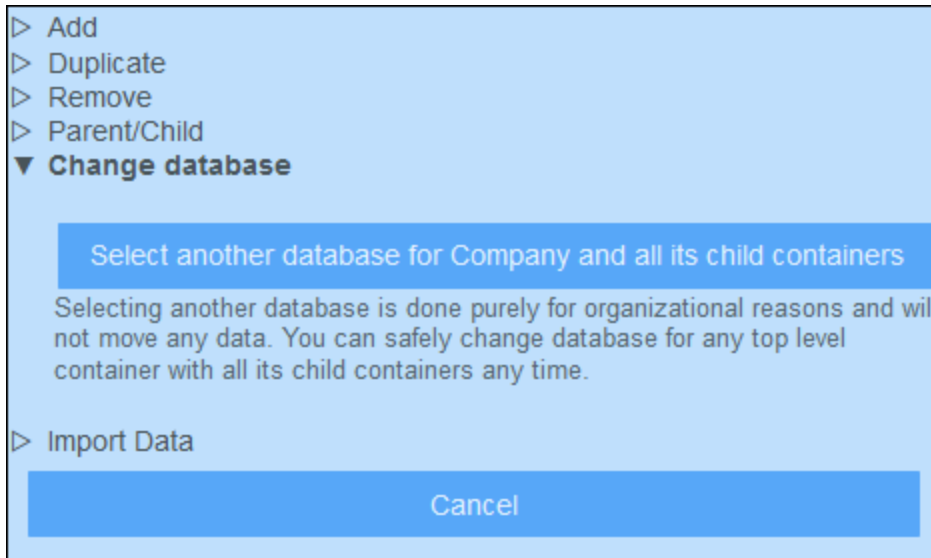 Add
Duplicate
Remove
Parent/Child
Change database
Select another database for Company and all its child containers
Selecting another database is done purely for organizational reasons and wil
not move any data. You can safely change database for any top level
container with all its child containers any time.
Import Data
Cancel